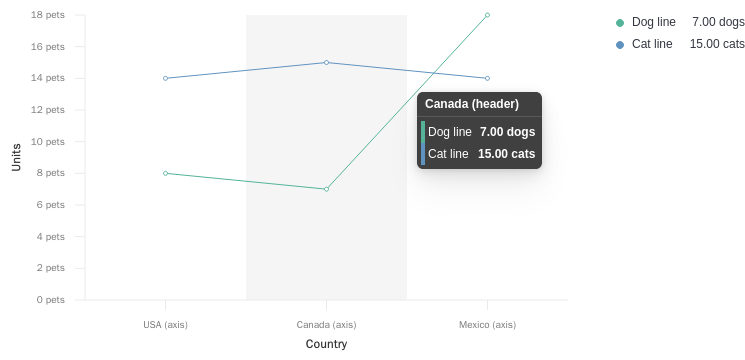 18 pets
16 pets
14 pets
12 pets
10 pets
8 pets
6 pets
4 pets
2 pets
0 pets
Units
USA (axis)
Canada (axis)
Mexico (axis)
Country
Canada (header)
Dog line 7.00 dogs
Cat line 15.00 cats
Dog line 7.00 dogs
Cat line 15.00 cats